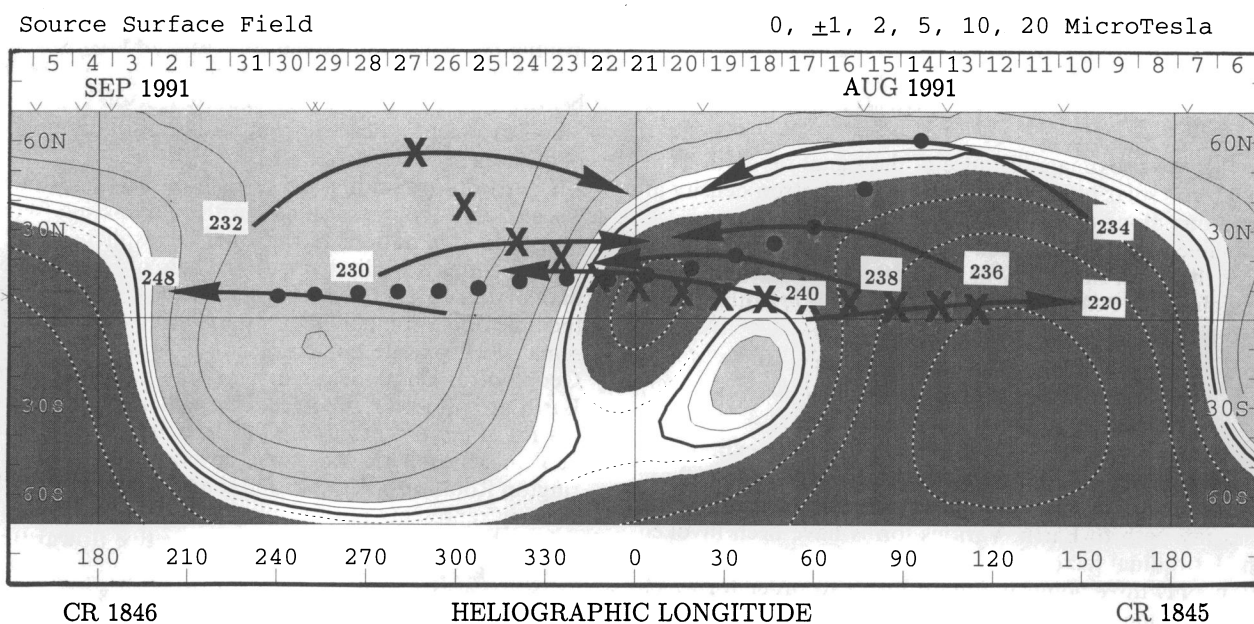 Source Surface Field 0, ±1, 2, 5, 10, 20 MicroTesla
5 4 3 2 1 31 30 29 28 27 26 25 24 23 22 21 20 19 18 17 16 15 14 13 12 11 10 9 8 7 6
SEP 1991 AUG 1991
60N 60N
232 234
30N 30N
248 230 238 236
240 220
30S 30S
60S 60S
180 210 240 270 300 330 0 30 60 90 120 150 180
CR 1846 HELIOGRAPHIC LONGITUDE CR 1845